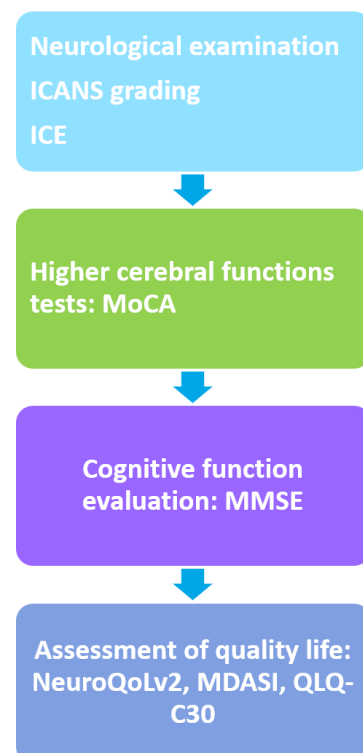 Neurological examination
ICANS grading
ICE
Higher cerebral functions
tests: MoCA
Cognitive function
evaluation: MMSE
Assessment of quality life:
NeuroQoLv2, MDASI, QLQ-
C30